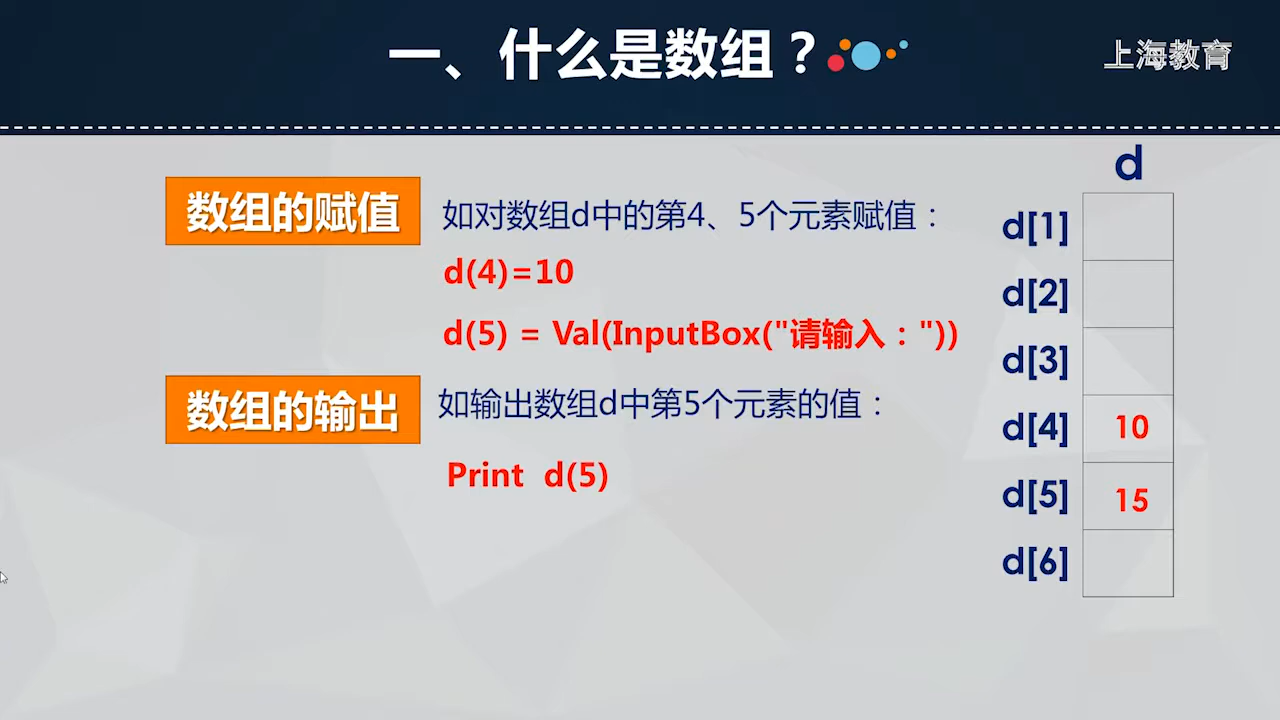 一、什么是数组？
上海教育
数组的赋值
如对数组d中的第4、5个元素赋值：
d(4)=10
d(5) = Val(InputBox("请输入："))
数组的输出
如输出数组d中第5个元素的值：
Print d(5)
d
d[1]
d[2]
d[3]
d[4] 10
d[5] 15
d[6]